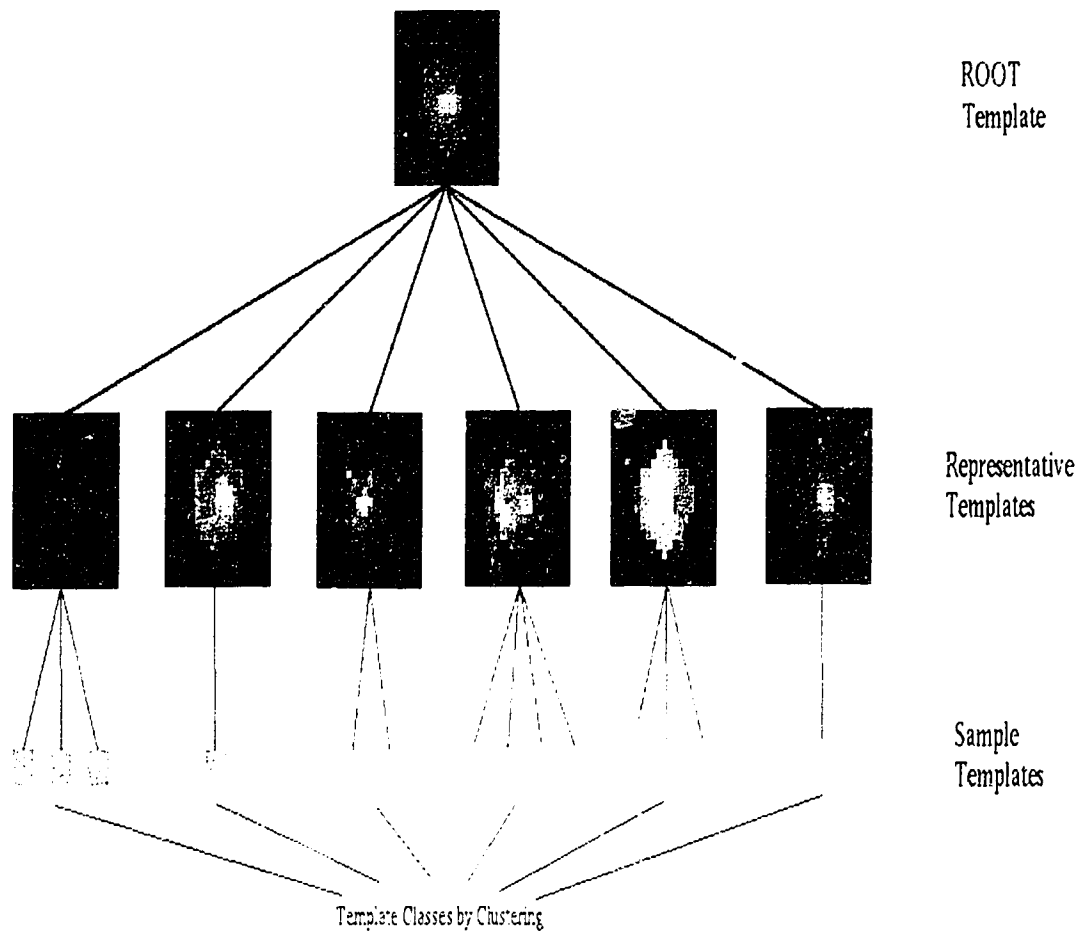 ROOT
Template
Representative
Templates
Sample
Templates
Template Classes by Clustering